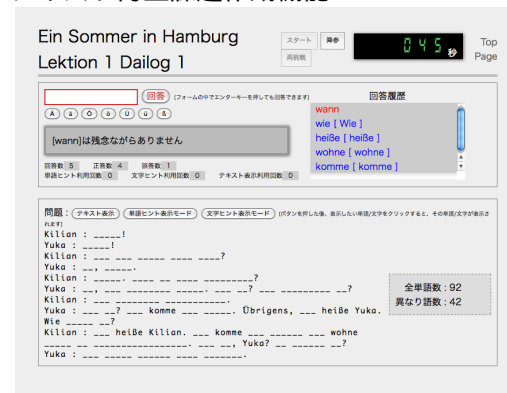 Ein Sommer in Hamburg
Lektion 1 Dailog 1
スタート 降参
再挑戦
045 秒
Top
Page
回答 (フォームの中でエンターキーを押しても回答できます)
Ä ä Ö ö Ü ü ß
[wann]は残念ながらありません
回答数 5 正答数 4 誤答数 1
単語ヒント利用回数 0 文字ヒント利用回数 0 テキスト表示利用回数 0
回答履歴
wann
wie [ Wie ]
heiße [ heiße ]
wohne [ wohne ]
komme [ komme ]
問題 : テキスト表示 単語ヒント表示モード 文字ヒント表示モード (ボタンを押した後、表示したい単語/文字をクリックすると、その単語/文字が表示さ
れます)
Kilian : _____!
Yuka : _____!
Kilian : ___ ___ _____ ____ ____?
Yuka : __, _____.
Kilian : _____. ____ __ ____ _________?
Yuka : __, ___ ________ _____. ___ __? ___ _________ __?
Kilian : ___ _________ ___________.
Yuka : ___ __? ___ komme ___ _____. Übrigens, ___ heiße Yuka.
Wie _____ __?
Kilian : ___ heiße Kilian. ___ komme ___ ______ ___ wohne
_____ __ _________________. ___ __, Yuka? __ ______ __?
Yuka : ___ _____ ______ ____ _______.
全単語数 : 92
異なり語数 : 42